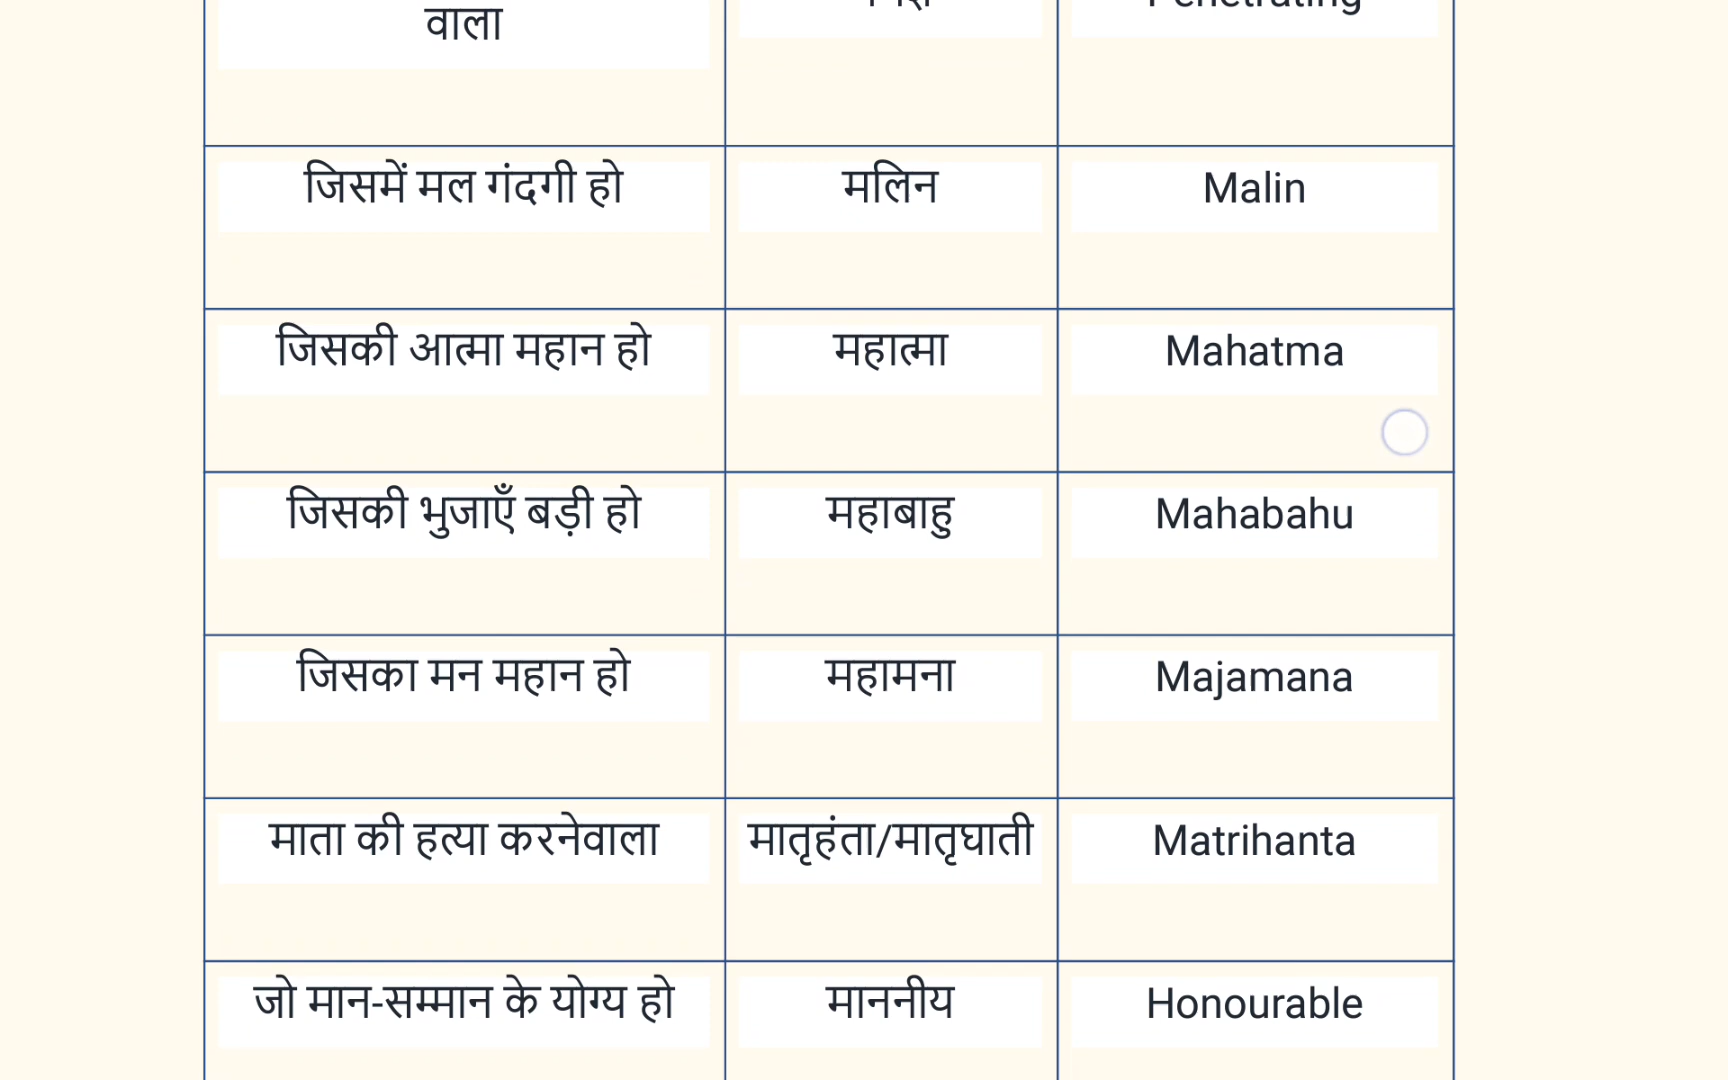 वाला
Penetrating
जिसमें मल गंदगी हो
मलिन
Malin
जिसकी आत्मा महान हो
महात्मा
Mahatma
जिसकी भुजाएँ बड़ी हो
महाबाहु
Mahabahu
जिसका मन महान हो
महामना
Majamana
माता की हत्या करनेवाला
मातृहंता/मातृघाती
Matrihanta
जो मान-सम्मान के योग्य हो
माननीय
Honourable